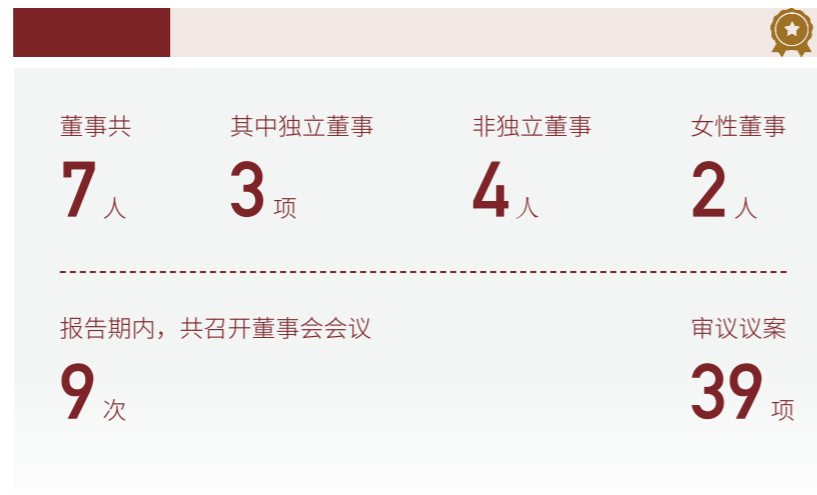 董事共
其中独立董事
非独立董事
女性董事
7 人
3 项
4 人
2 人
报告期内，共召开董事会会议
审议议案
9 次
39 项